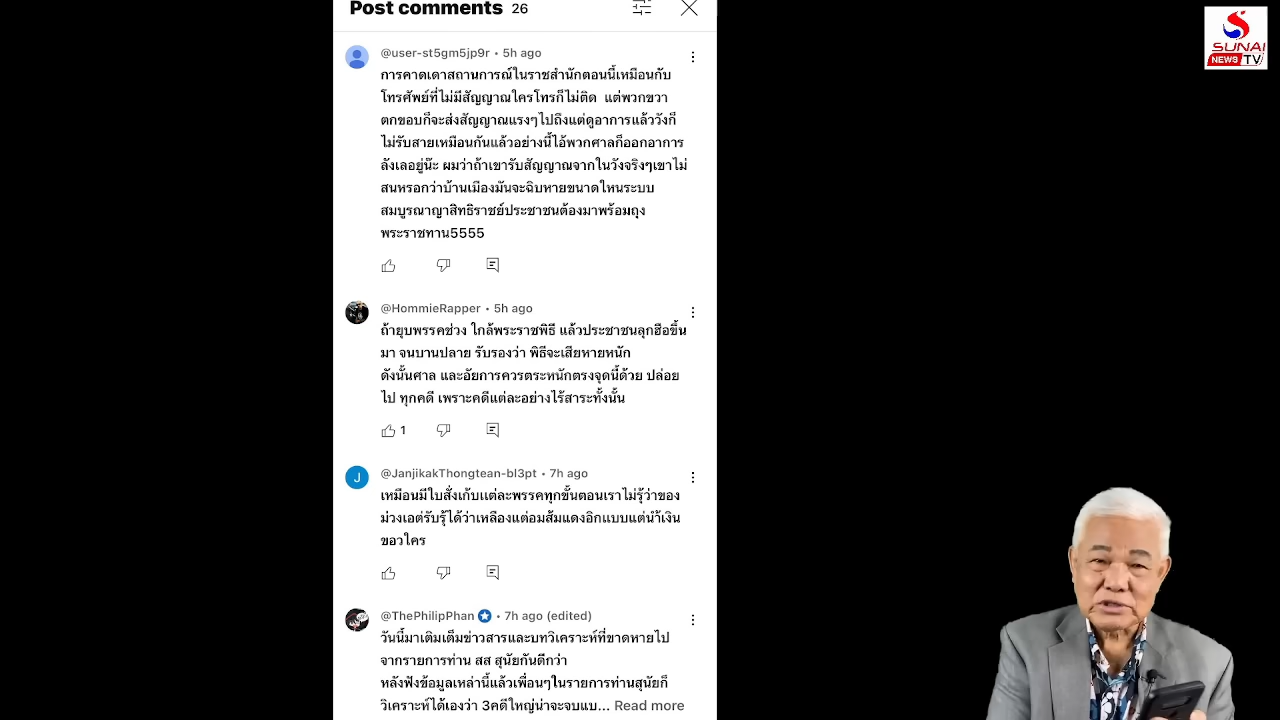 Post comments 26
SUNAI
NEWS TV
@user-st5gm5jp9r • 5h ago
การคาดเดาสถานการณ์ในราชสำนักตอนนี้เหมือนกับ
โทรศัพย์ที่ไม่มีสัญญาณใครโทรก็ไม่ติด แต่พวกขวา
ตกขอบก็จะส่งสัญญาณแรงๆไปถึงแต่ดูอาการแล้ววังก็
ไม่รับสายเหมือนกันแล้วอย่างนี้ไอ้พวกศาลก็ออกอาการ
ลังเลอยู่น๊ะ ผมว่าถ้าเขารับสัญญาณจากในวังจริงๆเขาไม่
สนหรอกว่าบ้านเมืองมันจะฉิบหายขนาดใหนระบบ
สมบูรณาญาสิทธิราชย์ประชาชนต้องมาพร้อมถุง
พระราชทาน5555
@HommieRapper • 5h ago
ถ้ายุบพรรคช่วง ใกล้พระราชพิธี แล้วประชาชนลุกฮือขึ้น
มา จนบานปลาย รับรองว่า พิธีจะเสียหายหนัก
ดังนั้นศาล และอัยการควรตระหนักตรงจุดนี้ด้วย ปล่อย
ไป ทุกคดี เพราะคดีแต่ละอย่างไร้สาระทั้งนั้น
1
@JanjikakThongtean-bl3pt • 7h ago
J
เหมือนมีใบสั่งเก้บแต่ละพรรคทุกขั้นตอนเราไม่รุ้ว่าของ
ม่วงเอต่รับรุ้ได้ว่าเหลืองแต่อมส้มแดงอิกแบบแต่นำ้เงิน
ขอวใคร
@ThePhilipPhan • 7h ago (edited)
วันนี้มาเติมเต็มข่าวสารและบทวิเคราะห์ที่ขาดหายไป
จากรายการท่าน สส สุนัยกันดีกว่า
หลังฟังข้อมูลเหล่านี้แล้วเพื่อนๆในรายการท่านสุนัยก็
วิเคราะห์ได้เองว่า 3คดีใหญ่น่าจะจบแบ... Read more